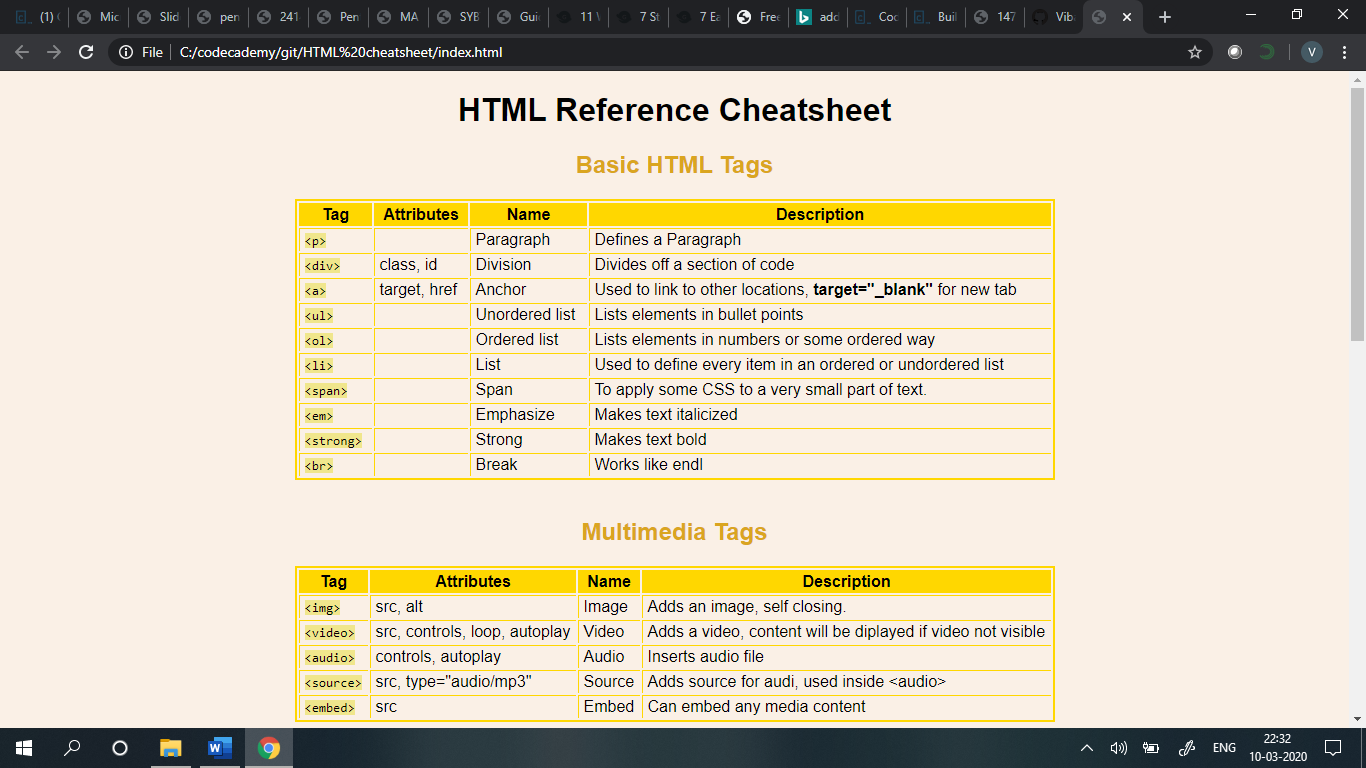 (1) (
Mic
Slid
pen
241
Pen
MA
SYB
Gui
11 \
7 St
7 Ea
Free
add
Coc
Buil
147
Vib
File C:/codecademy/git/HTML%20cheatsheet/index.html
V
HTML Reference Cheatsheet
Basic HTML Tags
Tag Attributes Name Description
<p> Paragraph Defines a Paragraph
<div> class, id Division Divides off a section of code
<a> target, href Anchor Used to link to other locations, target="_blank" for new tab
<ul> Unordered list Lists elements in bullet points
<ol> Ordered list Lists elements in numbers or some ordered way
<li> List Used to define every item in an ordered or undordered list
<span> Span To apply some CSS to a very small part of text.
<em> Emphasize Makes text italicized
<strong> Strong Makes text bold
<br> Break Works like endl
Multimedia Tags
Tag Attributes Name Description
<img> src, alt Image Adds an image, self closing.
<video> src, controls, loop, autoplay Video Adds a video, content will be diplayed if video not visible
<audio> controls, autoplay Audio Inserts audio file
<source> src, type="audio/mp3" Source Adds source for audi, used inside <audio>
<embed> src Embed Can embed any media content
ENG
22:32
10-03-2020